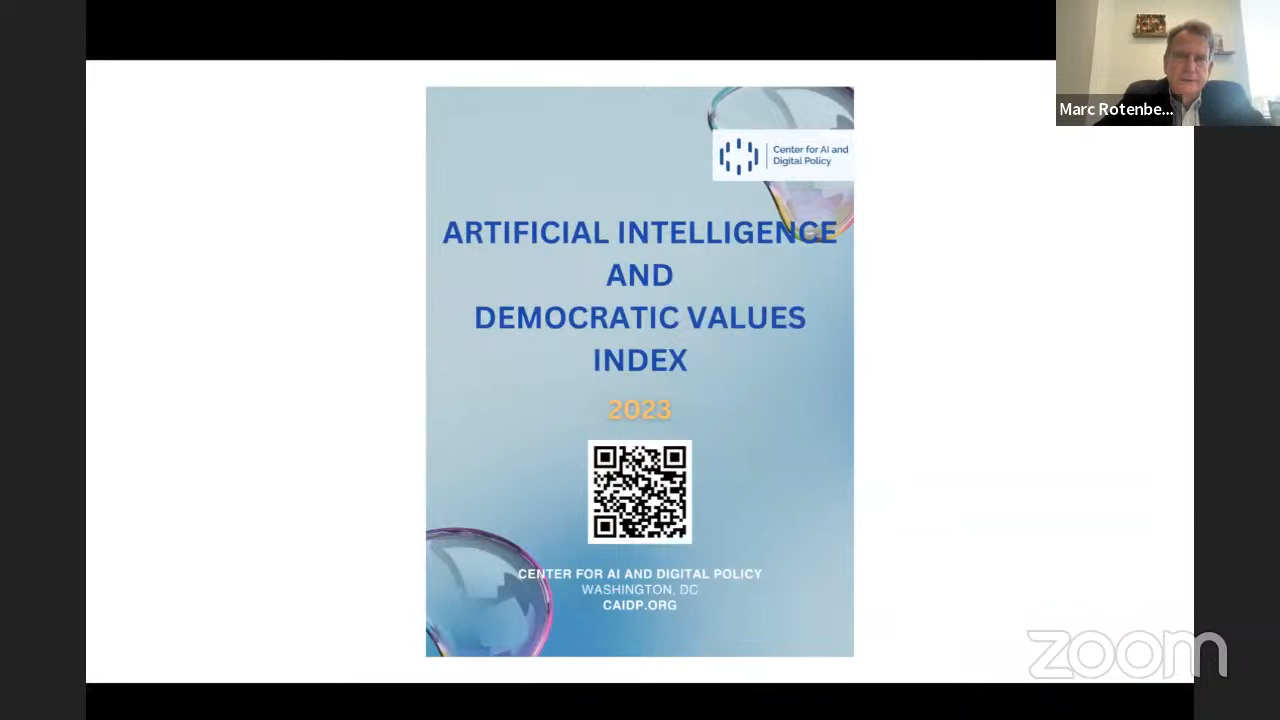 Marc Rotenbe...
Center for AI and
Digital Policy
ARTIFICIAL INTELLIGENCE
AND
DEMOCRATIC VALUES
INDEX
2023
CENTER FOR AI AND DIGITAL POLICY
WASHINGTON, DC
CAIDP.ORG
zoom